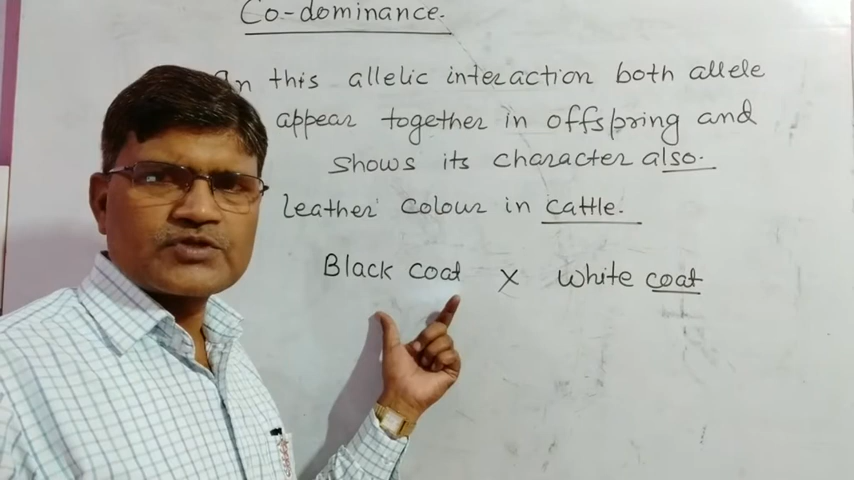 Co-dominance.
In this allelic interaction both allele
appear together in offspring and
shows its character also.
Leather colour in cattle.
Black coat X white coat